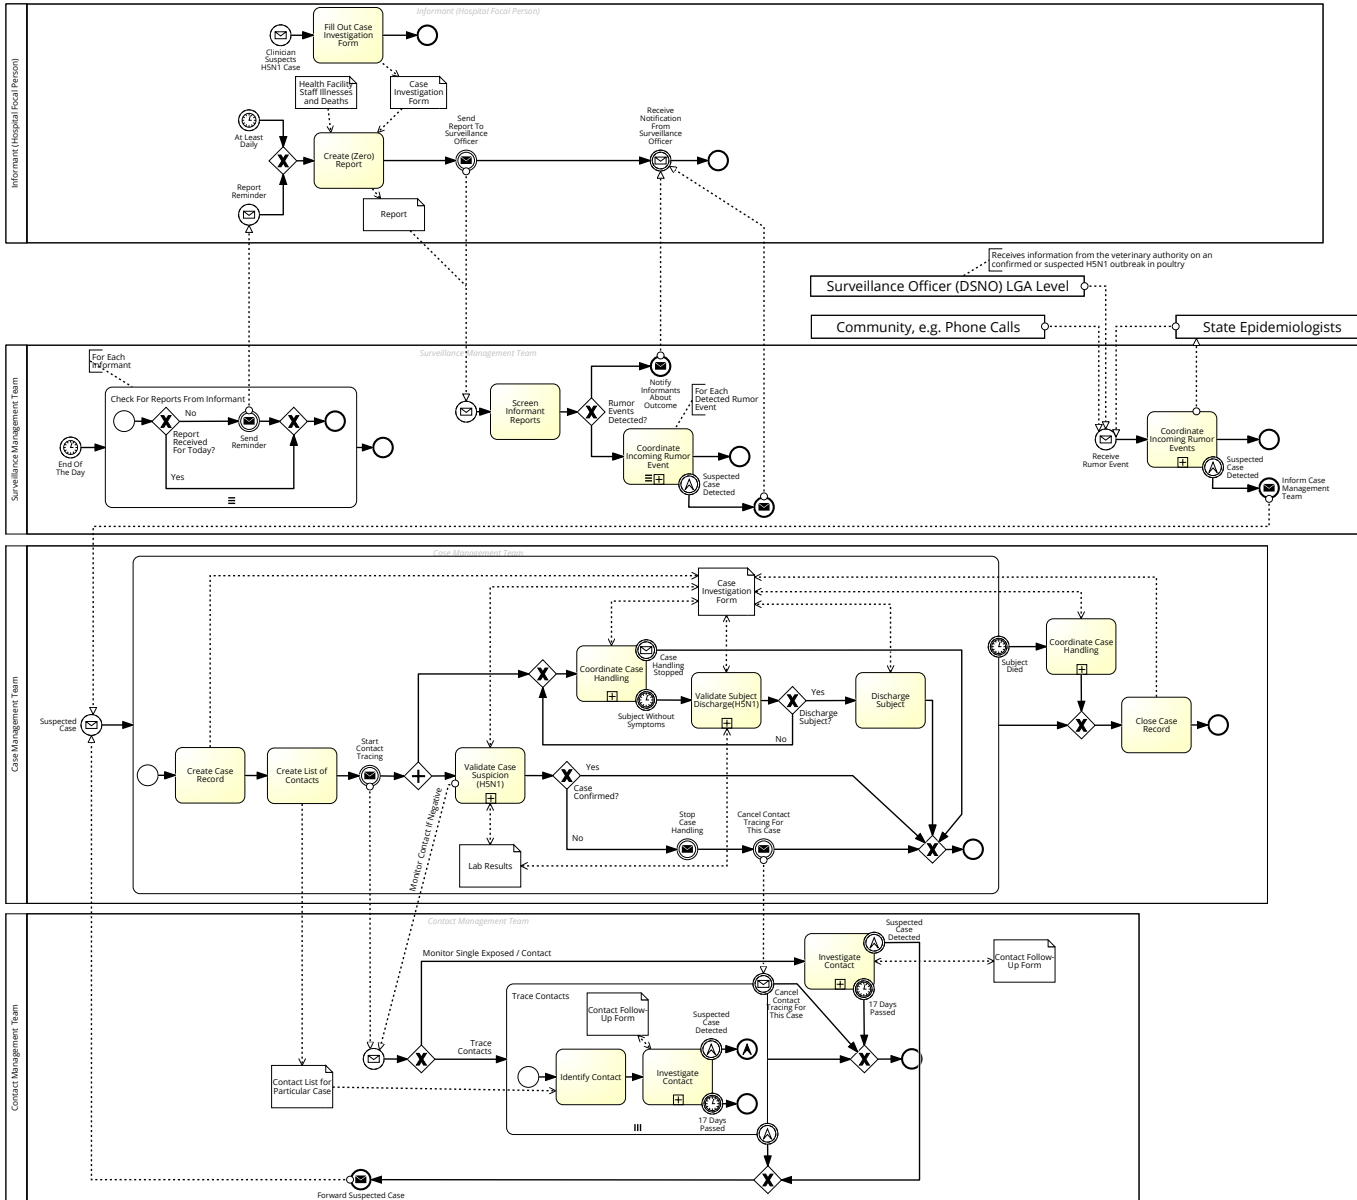 Informant (Hospital Focal Person)
Informant (Hospital Focal Person)
Fill Out Case
Investigation
Form
Clinician
Suspects
H5N1 Case
Health Facility
Staff Illnesses
and Deaths
Case
Investigation
Form
At Least
Daily
Create (Zero)
Report
Send
Report To
Surveillance
Officer
Receive
Notification
From
Surveillance
Officer
Report
Reminder
Report
Receives information from the veterinary authority on an
confirmed or suspected H5N1 outbreak in poultry
Surveillance Officer (DSNO) LGA Level
Community, e.g. Phone Calls
State Epidemiologists
Surveillance Management Team
Surveillance Management Team
For Each
Informant
Check For Reports From Informant
No
Report
Received
For Today?
Send
Reminder
Yes
End Of
The Day
Screen
Informant
Reports
Rumor
Events
Detected?
Notify
Informants
About
Outcome
For Each
Detected Rumor
Event
Coordinate
Incoming Rumor
Event
Suspected
Case
Detected
Receive
Rumor Event
Coordinate
Incoming Rumor
Events
Suspected
Case
Detected
Inform Case
Management
Team
Case Management Team
Case Management Team
Suspected
Case
Create Case
Record
Create List of
Contacts
Start
Contact
Tracing
Validate Case
Suspicion
(H5N1)
Monitor Contact If Negative
Lab Results
Case
Confirmed?
Yes
No
Stop
Case
Handling
Cancel Contact
Tracing For
This Case
Case
Investigation
Form
Coordinate Case
Handling
Case
Handling
Stopped
Subject Without
Symptoms
Validate Subject
Discharge(H5N1)
Yes
Discharge
Subject?
No
Discharge
Subject
Subject
Died
Coordinate Case
Handling
Close Case
Record
Contact Management Team
Contact Management Team
Monitor Single Exposed / Contact
Trace
Contacts
Contact List for
Particular Case
Trace Contacts
Contact Follow-
Up Form
Identify Contact
Investigate
Contact
Suspected
Case
Detected
17 Days
Passed
Cancel
Contact
Tracing For
This Case
Investigate
Contact
Suspected
Case
Detected
17 Days
Passed
Contact Follow-
Up Form
Forward Suspected Case